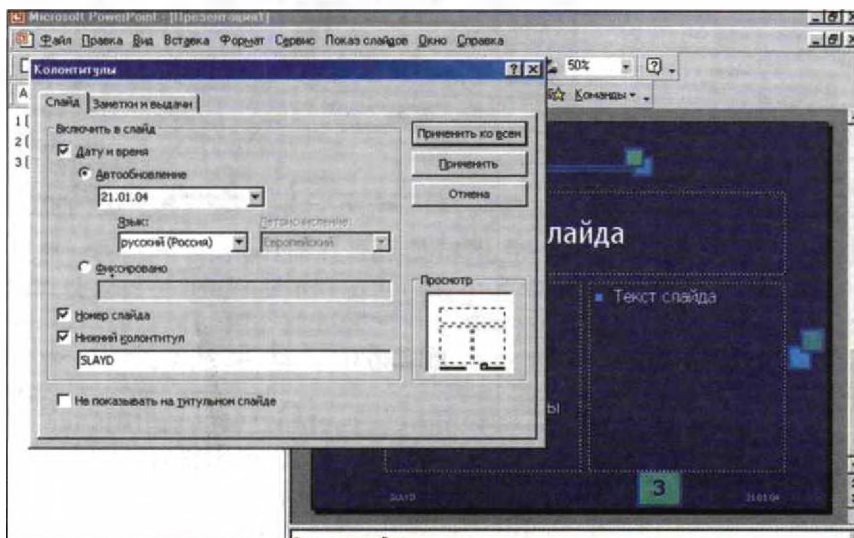 Microsoft PowerPoint - [Презентация1]
Файл Правка Вид Вставка Формат Сервис Показ слайдов Окно Справка
50%
Колонтитулы
Команды
Слайд Заметки и выдачи
1
2
3
Включить в слайд
Дату и время
Автообновление
21.01.04
Язык:
Летоисчисление:
русский (Россия)
Европейский
Фиксировано
Номер слайда
Нижний колонтитул
SLAYD
Не показывать на титульном слайде
Применить ко всем
Применить
Отмена
Просмотр
лайда
Текст слайда
ы
SLAYD
3
21.01.04